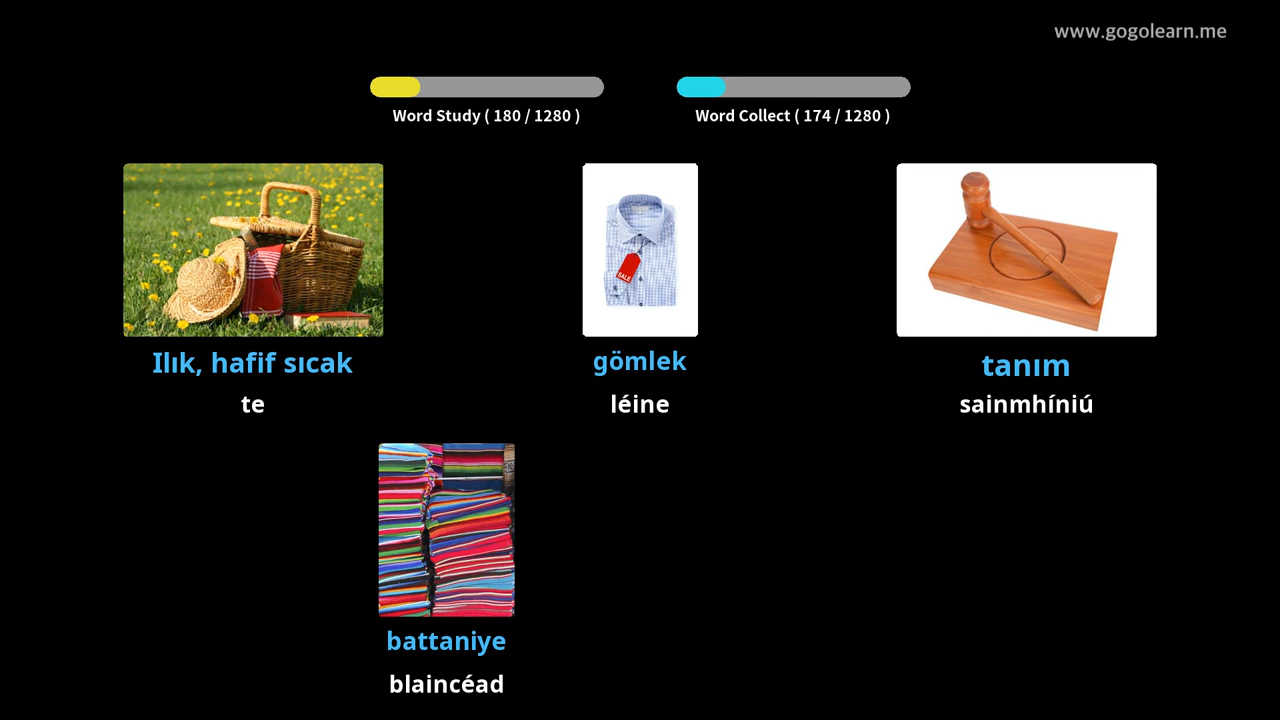 www.gogolearn.me
Word Study ( 180 / 1280 )
Word Collect ( 174 / 1280 )
SALE
Ilık, hafif sıcak
te
gömlek
léine
tanım
sainmhíniú
battaniye
blaincéad